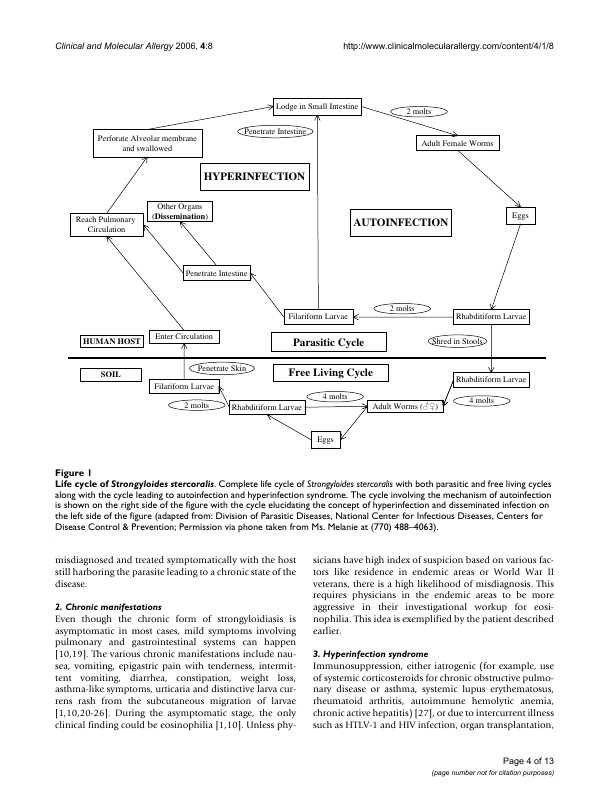 Clinical and Molecular Allergy 2006, 4:8
http://www.clinicalmolecularallergy.com/content/4/1/8
Lodge in Small Intestine
2 molts
Penetrate Intestine
Perforate Alveolar membrane
and swallowed
Adult Female Worms
HYPERINFECTION
Other Organs
(Dissemination)
Reach Pulmonary
Circulation
AUTOINFECTION
Eggs
Penetrate Intestine
Filariform Larvae
2 molts
Rhabditiform Larvae
HUMAN HOST
Enter Circulation
Parasitic Cycle
Shred in Stools
SOIL
Penetrate Skin
Free Living Cycle
Filariform Larvae
Rhabditiform Larvae
2 molts
Rhabditiform Larvae
4 molts
Adult Worms (♂♀)
4 molts
Eggs
Figure 1
Life cycle of Strongyloides stercoralis. Complete life cycle of Strongyloides stercoralis with both parasitic and free living cycles
along with the cycle leading to autoinfection and hyperinfection syndrome. The cycle involving the mechanism of autoinfection
is shown on the right side of the figure with the cycle elucidating the concept of hyperinfection and disseminated infection on
the left side of the figure (adapted from: Division of Parasitic Diseases, National Center for Infectious Diseases, Centers for
Disease Control & Prevention; Permission via phone taken from Ms. Melanie at (770) 488–4063).
misdiagnosed and treated symptomatically with the host
still harboring the parasite leading to a chronic state of the
disease.
2. Chronic manifestations
Even though the chronic form of strongyloidiasis is
asymptomatic in most cases, mild symptoms involving
pulmonary and gastrointestinal systems can happen
[10,19]. The various chronic manifestations include nau-
sea, vomiting, epigastric pain with tenderness, intermit-
tent vomiting, diarrhea, constipation, weight loss,
asthma-like symptoms, urticaria and distinctive larva cur-
rens rash from the subcutaneous migration of larvae
[1,10,20-26]. During the asymptomatic stage, the only
clinical finding could be eosinophilia [1,10]. Unless phy-
sicians have high index of suspicion based on various fac-
tors like residence in endemic areas or World War II
veterans, there is a high likelihood of misdiagnosis. This
requires physicians in the endemic areas to be more
aggressive in their investigational workup for eosi-
nophilia. This idea is exemplified by the patient described
earlier.
3. Hyperinfection syndrome
Immunosuppression, either iatrogenic (for example, use
of systemic corticosteroids for chronic obstructive pulmo-
nary disease or asthma, systemic lupus erythematosus,
rheumatoid arthritis, autoimmune hemolytic anemia,
chronic active hepatitis) [27], or due to intercurrent illness
such as HTLV-1 and HIV infection, organ transplantation,
Page 4 of 13
(page number not for citation purposes)